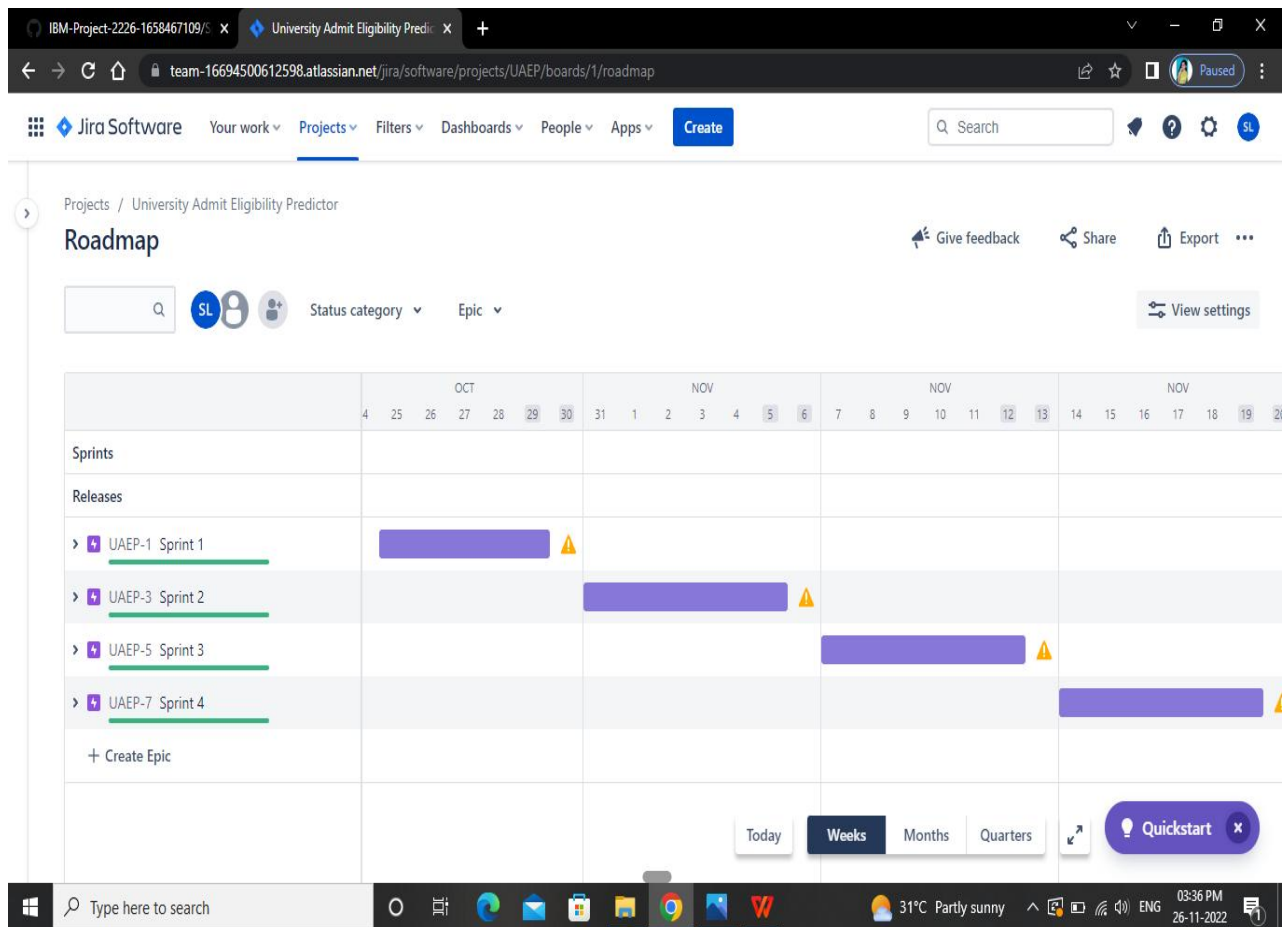 IBM-Project-2226-1658467109/S
University Admit Eligibility Predic
team-16694500612598.atlassian.net/jira/software/projects/UAEP/boards/1/roadmap
Paused
Jira Software Your work Projects Filters Dashboards People Apps Create Search SL
Projects / University Admit Eligibility Predictor
Roadmap
Give feedback Share Export
SL Status category Epic View settings
OCT NOV NOV NOV
4 25 26 27 28 29 30 31 1 2 3 4 5 6 7 8 9 10 11 12 13 14 15 16 17 18 19 20
Sprints
Releases
UAEP-1 Sprint 1
UAEP-3 Sprint 2
UAEP-5 Sprint 3
UAEP-7 Sprint 4
+ Create Epic
Today Weeks Months Quarters Quickstart
Type here to search
31°C Partly sunny ENG 03:36 PM
26-11-2022
1